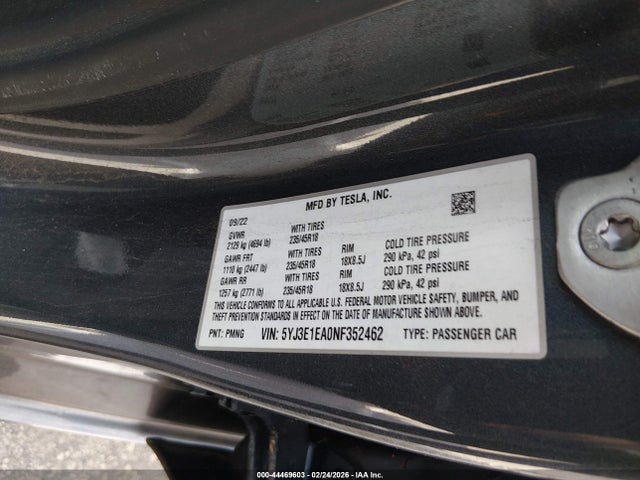 MFD BY TESLA, INC.
09/22
GVWR WITH TIRES
2129 kg (4694 lb) 235/45R18 RIM COLD TIRE PRESSURE
GAWR FRT WITH TIRES 18X8.5J 290 kPa, 42 psi
1110 kg (2447 lb) 235/45R18 RIM COLD TIRE PRESSURE
GAWR RR WITH TIRES 18X8.5J 290 kPa, 42 psi
1257 kg (2771 lb) 235/45R18
THIS VEHICLE CONFORMS TO ALL APPLICABLE U.S. FEDERAL MOTOR VEHICLE SAFETY, BUMPER, AND
THEFT PREVENTION STANDARDS IN EFFECT ON THE DATE OF MANUFACTURE SHOWN ABOVE.
PNT: PMNG VIN: 5YJ3E1EA0NF352462 TYPE: PASSENGER CAR
000-44469603 - 02/24/2026 - IAAI.com